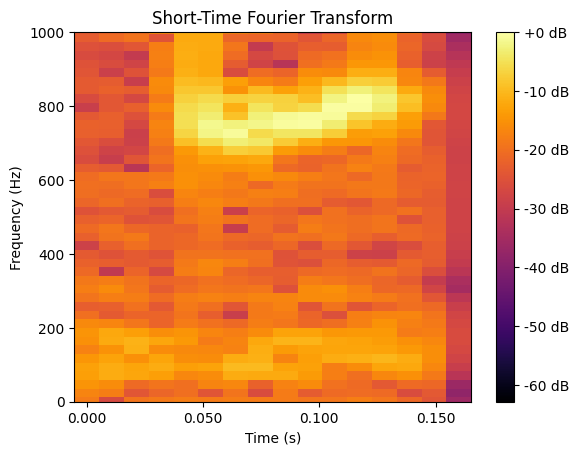 Short-Time Fourier Transform
1000
800
600
400
200
0
Frequency (Hz)
0.000
0.050
0.100
0.150
Time (s)
+0 dB
-10 dB
-20 dB
-30 dB
-40 dB
-50 dB
-60 dB